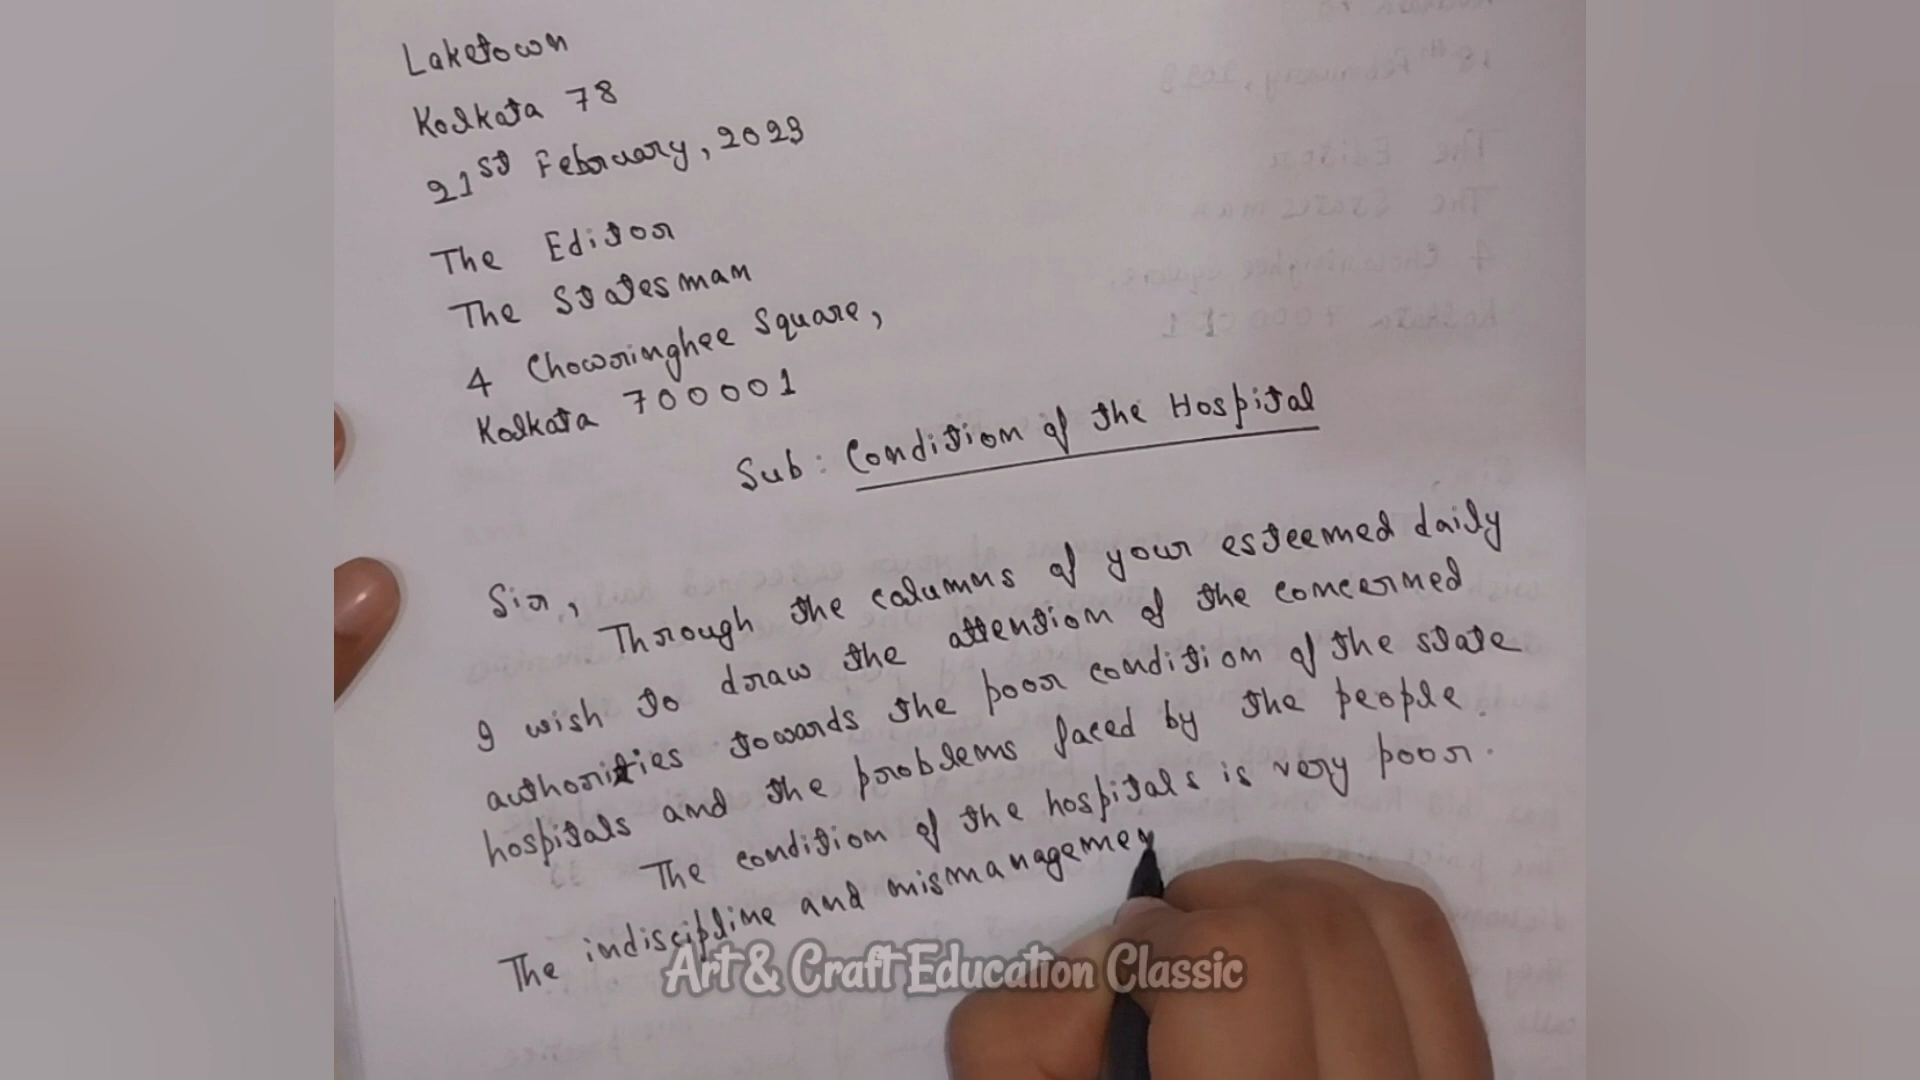 Laketown
Kolkata 78
21st February, 2023
The Editor
The Statesman
4 Chowringhee Square,
Kolkata 700001
Sub: Condition of the Hospital
Sir,
Through the columns of your esteemed daily
I wish to draw the attention of the concerned
authorities towards the poor condition of the state
hospitals and the problems faced by the people.
The condition of the hospitals is very poor.
The indiscipline and mismanagemen
Art & Craft Education Classic